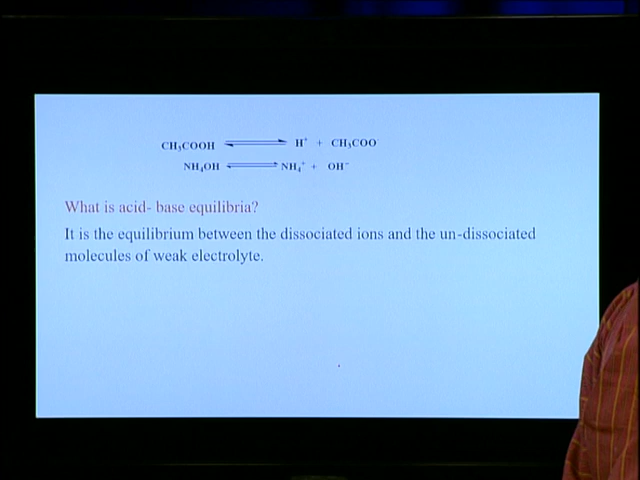 CH₃COOH ⇌ H⁺ + CH₃COO⁻
NH₄OH ⇌ NH₄⁺ + OH⁻
What is acid- base equilibria?
It is the equilibrium between the dissociated ions and the un-dissociated
molecules of weak electrolyte.